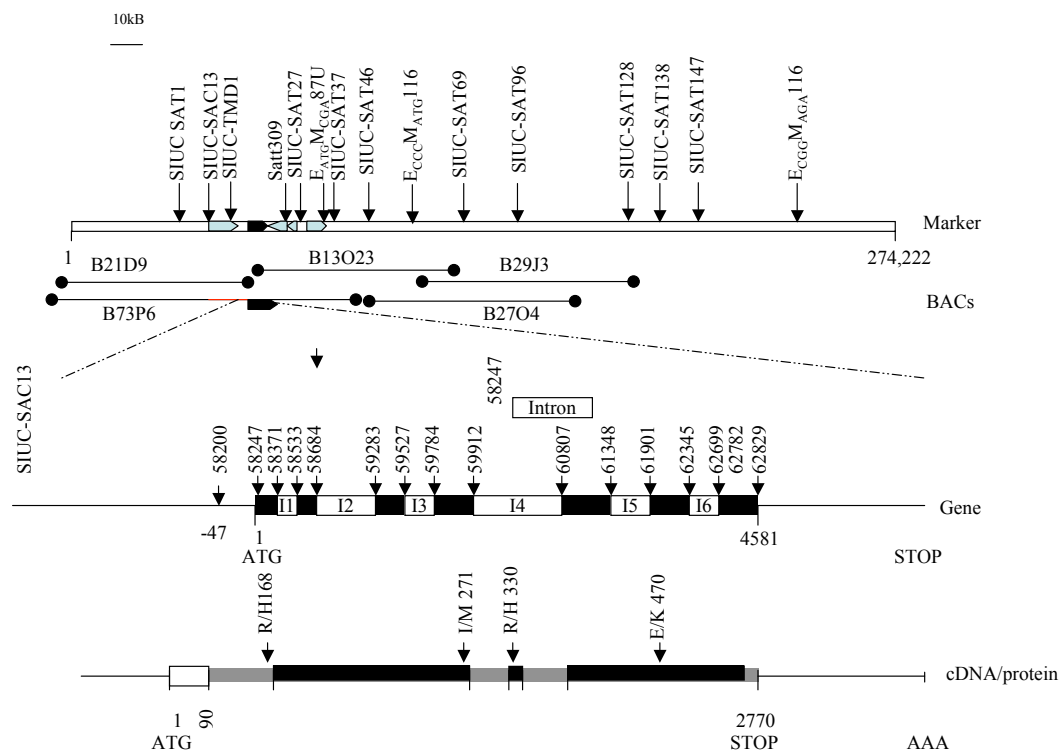 10kB
SIUC SAT1
SIUC-SAC13
SIUC-TMD1
Satt309
SIUC-SAT27
EATGMCGA87U
SIUC-SAT37
SIUC-SAT46
ECCCMATG116
SIUC-SAT69
SIUC-SAT96
SIUC-SAT128
SIUC-SAT138
SIUC-SAT147
ECGGMAGA116
Marker
1
274,222
B21D9
B13O23
B29J3
BACs
B73P6
B27O4
SIUC-SAC13
58247
Intron
58200
58247
58371
58533
58684
59283
59527
59784
59912
60807
61348
61901
62345
62699
62782
62829
I1
I2
I3
I4
I5
I6
Gene
-47
1
4581
ATG
STOP
R/H168
I/M 271
R/H 330
E/K 470
cDNA/protein
1
90
2770
ATG
STOP
AAA